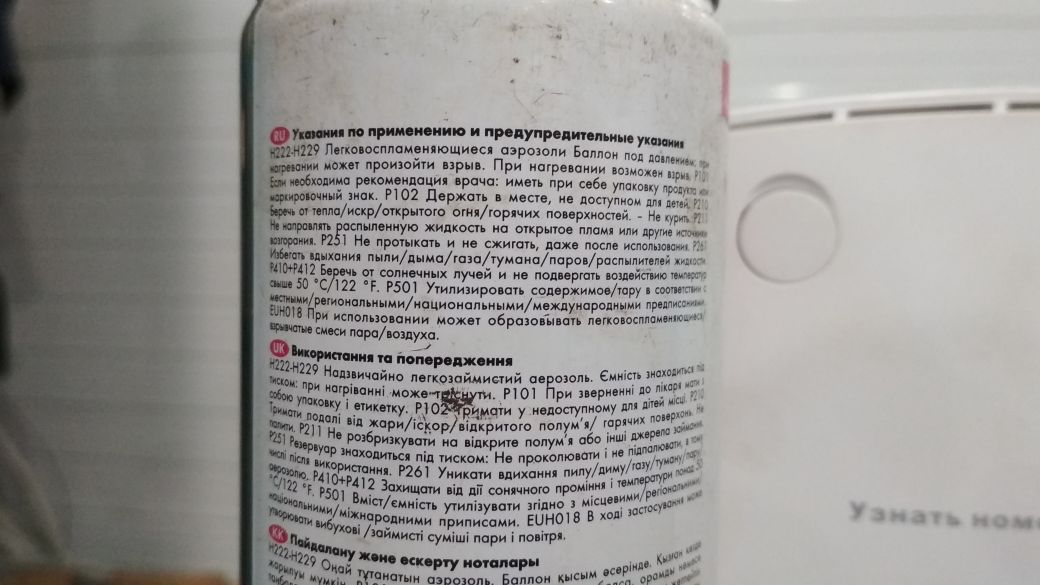 RU Указания по применению и предупредительные указания
H222-H229 Легковоспламеняющиеся аэрозоли Баллон под давлением: при
нагревании может произойти взрыв. При нагревании возможен взрыв. P101
Если необходима рекомендация врача: иметь при себе упаковку продукта или
маркировочный знак. P102 Держать в месте, не доступном для детей. P210
Беречь от тепла/искр/открытого огня/горячих поверхностей. – Не курить. P211
Не направлять распыленную жидкость на открытое пламя или другие источники
возгорания. P251 Не протыкать и не сжигать, даже после использования. P261
Избегать вдыхания пыли/дыма/газа/тумана/паров/распылителей жидкости.
P410+P412 Беречь от солнечных лучей и не подвергать воздействию температур
свыше 50 °C/122 °F. P501 Утилизировать содержимое/тару в соответствии с
местными/региональными/национальными/международными предписаниями.
EUH018 При использовании может образовывать легковоспламеняющиеся/
взрывчатые смеси пара/воздуха.
UK Використання та попередження
H222-H229 Надзвичайно легкозаймистий аерозоль. Ємність знаходиться під
тиском: при нагріванні може тріснути. P101 При зверненні до лікаря мати з
собою упаковку і етикетку. P102 Тримати у недоступному для дітей місці. P210
Тримати подалі від жари/іскор/відкритого полум'я/ гарячих поверхонь. Не
палити. P211 Не розбризкувати на відкрите полум'я або інші джерела займання.
P251 Резервуар знаходиться під тиском: Не проколювати і не підпалювати, в тому
числі після використання. P261 Уникати вдихання пилу/диму/газу/туману/пару/
аерозолю. P410+P412 Захищати від дії сонячного проміння і температури понад 50
°C/122 °F. P501 Вміст/ємність утилізувати згідно з місцевими/регіональними/
національними/міжнародними приписами. EUH018 В ході застосування може
утворювати вибухові /займисті суміші пари і повітря.
KK Пайдалану және ескерту ноталары
H222-H229 Оңай тұтанатын аэрозоль. Баллон қысым әсерінде. Қызған кезде
жарылуы мүмкін.
Узнать номе